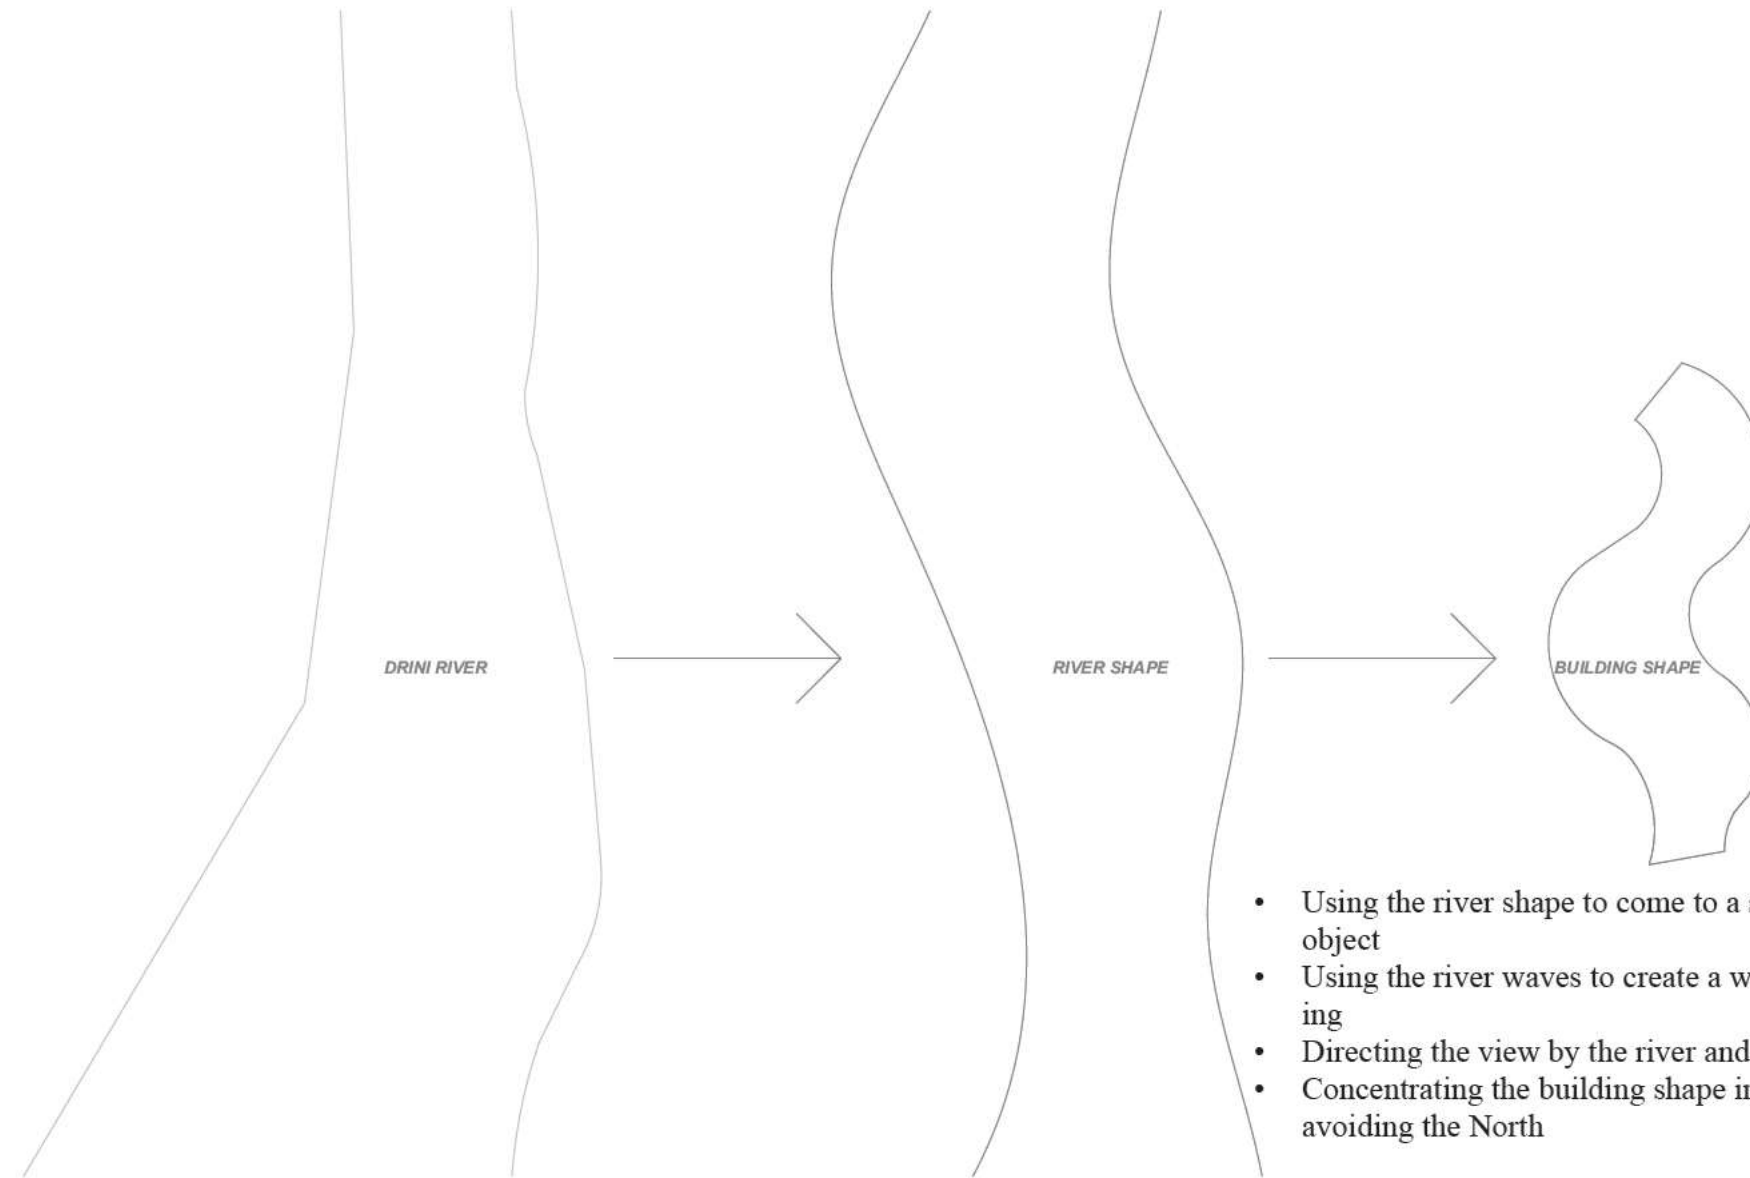 DRINI RIVER
RIVER SHAPE
BUILDING SHAPE
• Using the river shape to come to a
object
• Using the river waves to create a
ing
• Directing the view by the river and
• Concentrating the building shape
avoiding the North